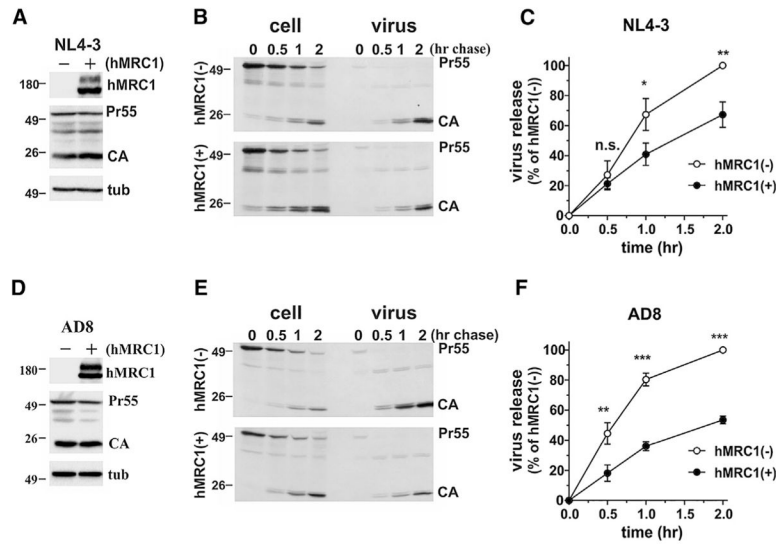 A
NL4-3
− + (hMRC1)
180
hMRC1
49
Pr55
26
CA
49
tub
B
cell virus
0 0.5 1 2 0 0.5 1 2 (hr chase)
hMRC1(-)
49
Pr55
26
CA
hMRC1(+)
49
Pr55
26
CA
C
NL4-3
virus release
(% of hMRC1(-))
100
80
60
40
20
0
n.s.
*
**
hMRC1(-)
hMRC1(+)
0.0 0.5 1.0 1.5 2.0
time (hr)
D
AD8
− + (hMRC1)
180
hMRC1
49
Pr55
26
CA
49
tub
E
cell virus
0 0.5 1 2 0 0.5 1 2 (hr chase)
hMRC1(-)
49
Pr55
26
CA
hMRC1(+)
49
Pr55
26
CA
F
AD8
virus release
(% of hMRC1(-))
100
80
60
40
20
0
**
***
***
hMRC1(-)
hMRC1(+)
0.0 0.5 1.0 1.5 2.0
time (hr)